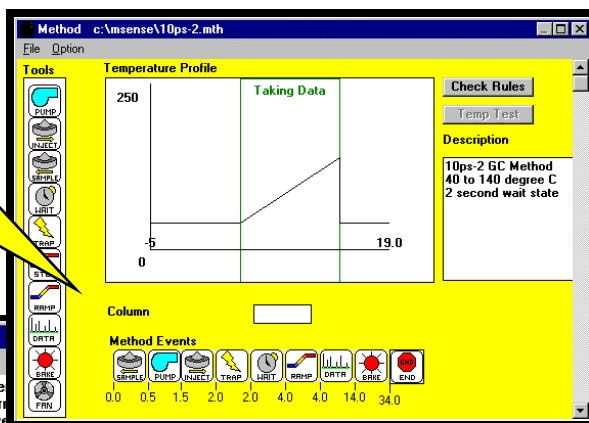 Method c:\msense\10ps-2.mth
File Option
Tools
PUMP
INJECT
SAMPLE
WAIT
TRAP
RAMP
DATA
BAKE
FAN
Temperature Profile
250
Taking Data
-5
19.0
0
Check Rules
Temp Test
Description
10ps-2 GC Method
40 to 140 degree C
2 second wait state
Column
Method Events
SAMPLE PUMP INJECT TRAP WAIT RAMP DATA BAKE END END
0.0 0.5 1.5 2.0 2.0 4.0 4.0 14.0 34.0